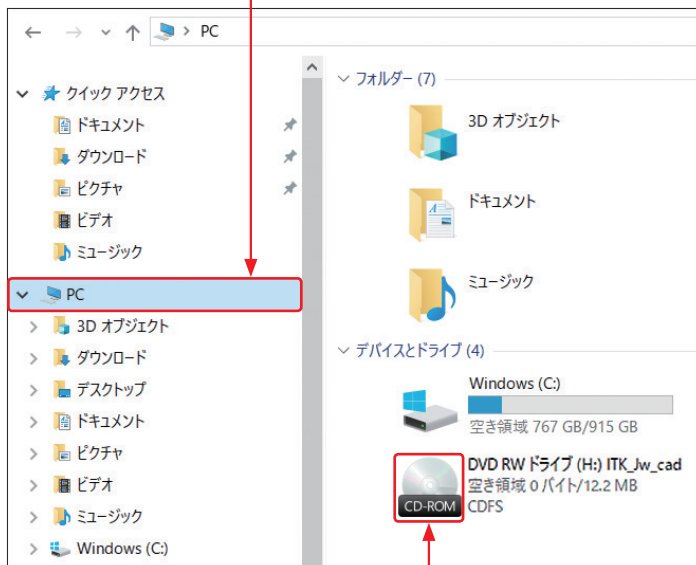 PC
クイック アクセス
ドキュメント
ダウンロード
ピクチャ
ビデオ
ミュージック
PC
3D オブジェクト
ダウンロード
デスクトップ
ドキュメント
ピクチャ
ビデオ
ミュージック
Windows (C:)
フォルダー (7)
3D オブジェクト
ドキュメント
ミュージック
デバイスとドライブ (4)
Windows (C:)
空き領域 767 GB/915 GB
DVD RW ドライブ (H:) ITK_Jw_cad
空き領域 0 バイト/12.2 MB
CD-ROM
CDFS